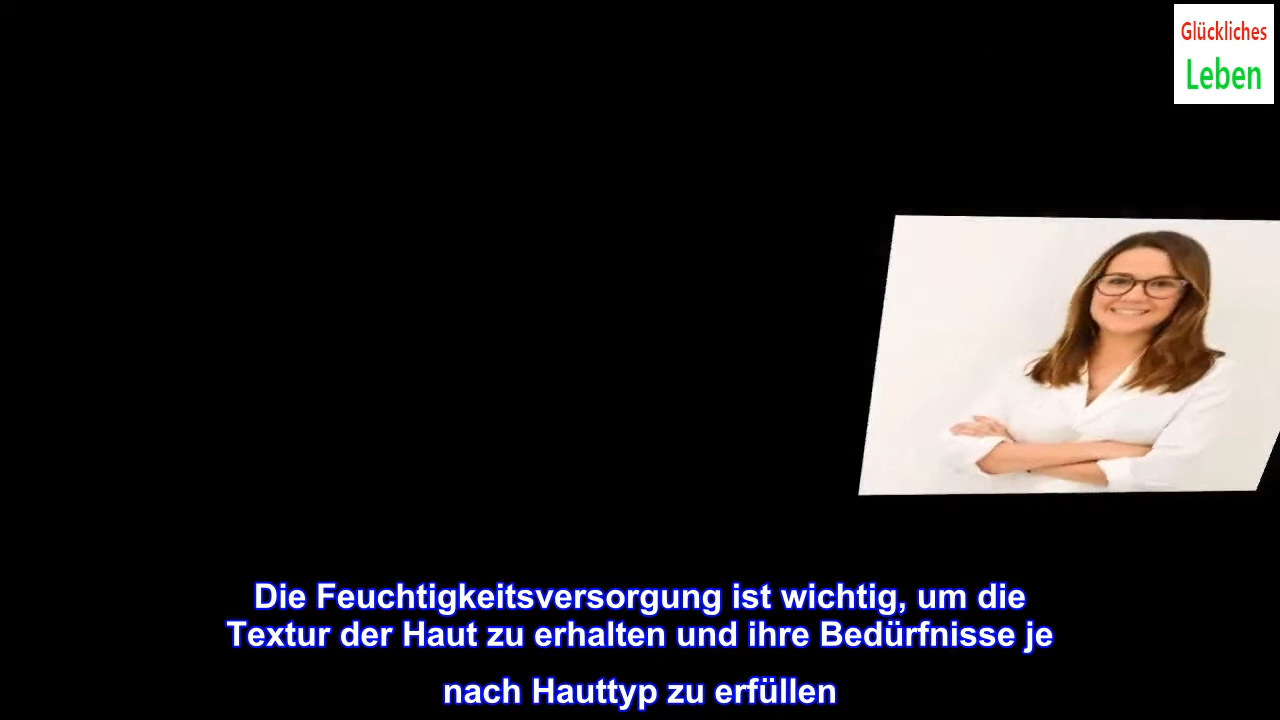 Glückliches
Leben
Die Feuchtigkeitsversorgung ist wichtig, um die
Textur der Haut zu erhalten und ihre Bedürfnisse je
nach Hauttyp zu erfüllen